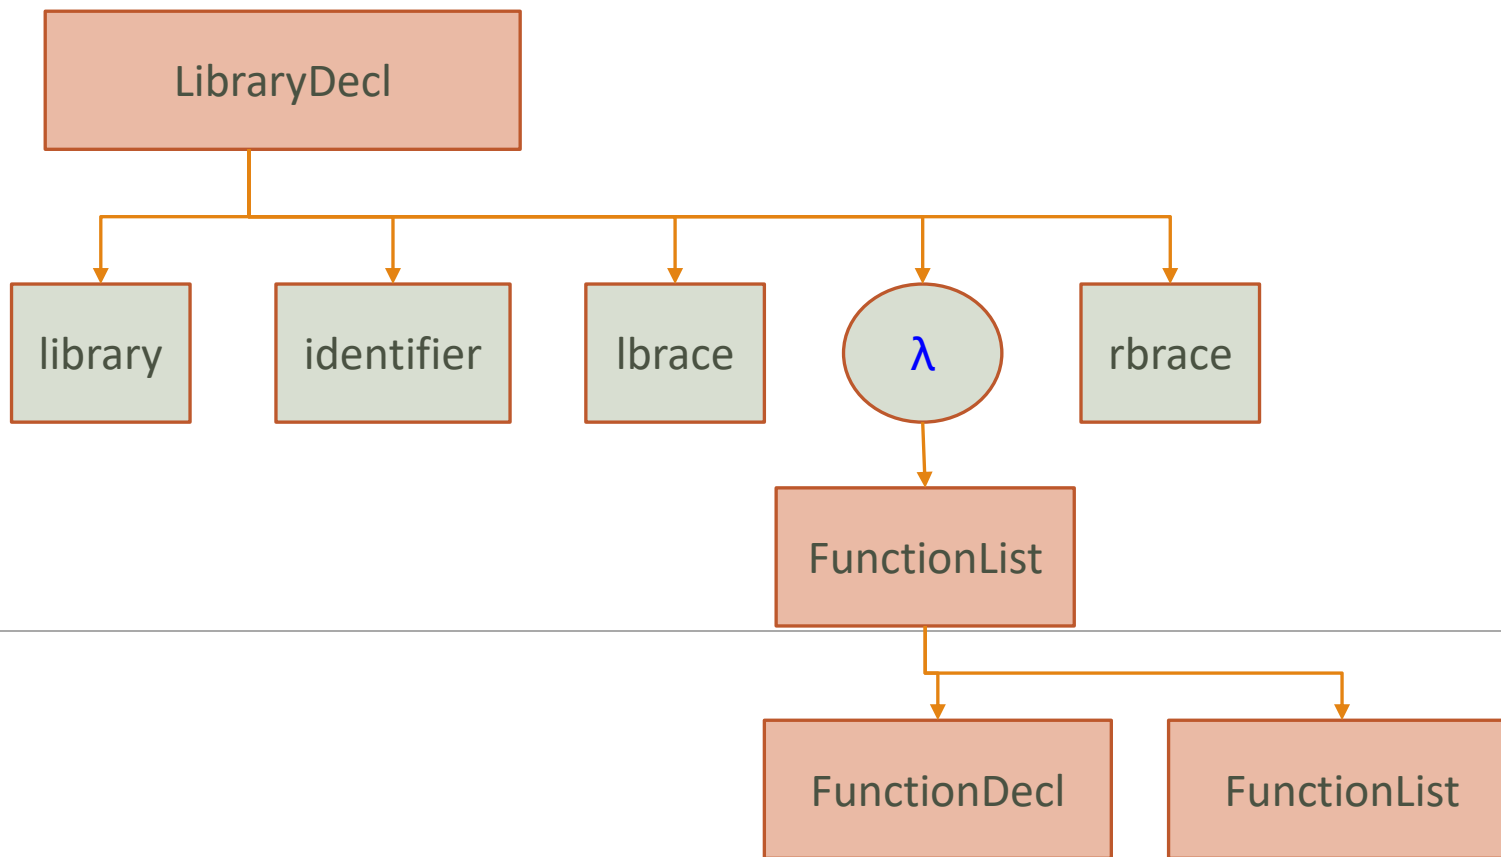 LibraryDecl
library
identifier
lbrace
λ
rbrace
FunctionList
FunctionDecl
FunctionList